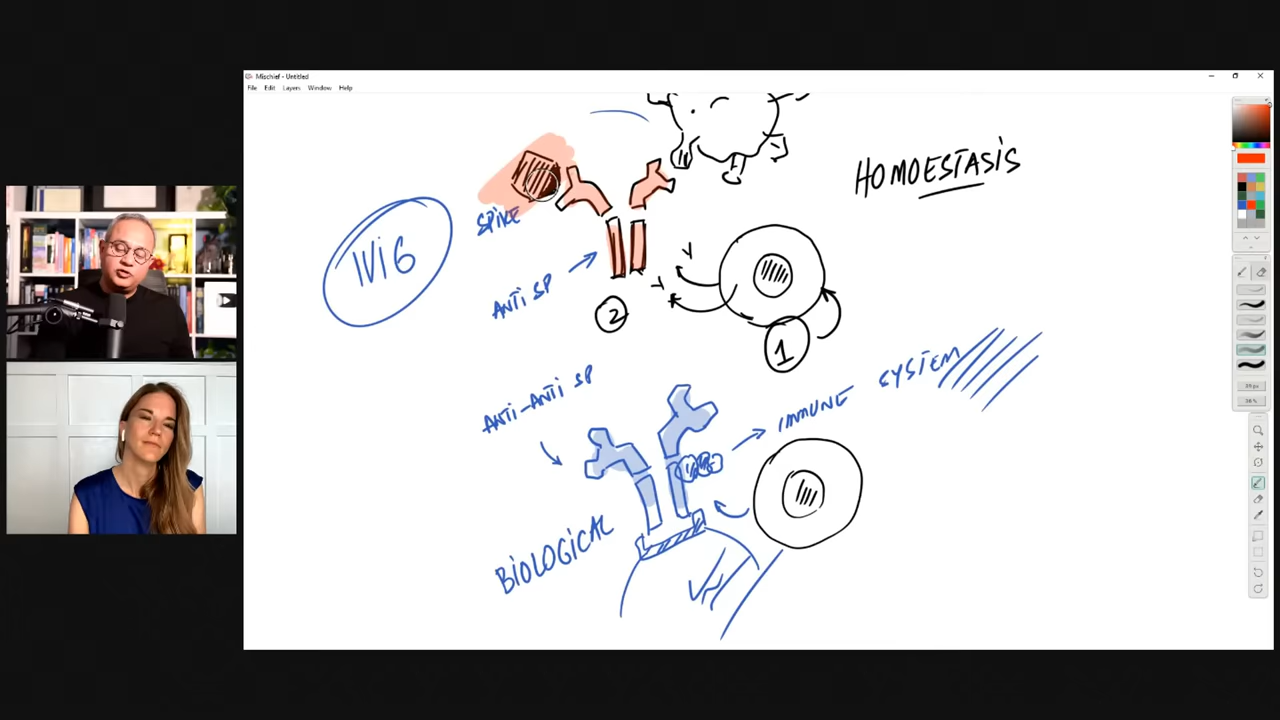 Mischief - Untitled
File Edit Layers Window Help
HOMOESTASIS
SPIKE
IVIG
ANTI SP
2
1
ANTI-ANTI SP
IMMUNE SYSTEM
BIOLOGICAL